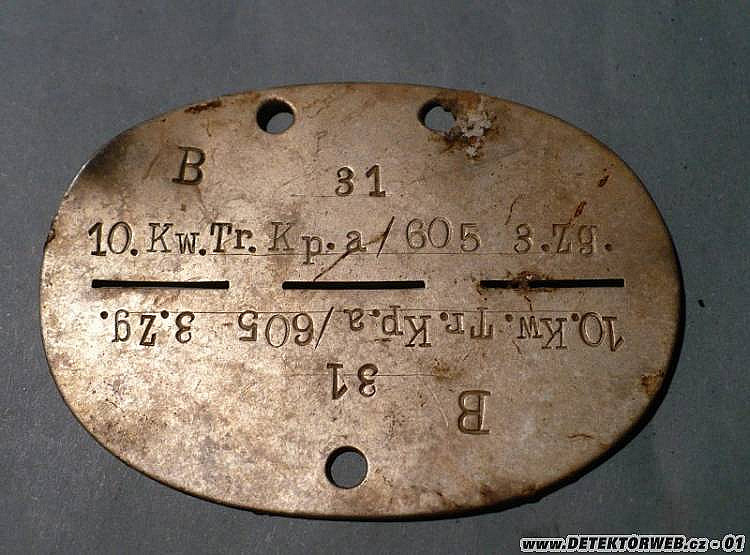 B
31
10. Kw. Tr. Kp. a/605 3. Zg.
10. Kw. Tr. Kp. a/605 3. Zg.
31
B
www.DETEKTORWEB.cz - 01